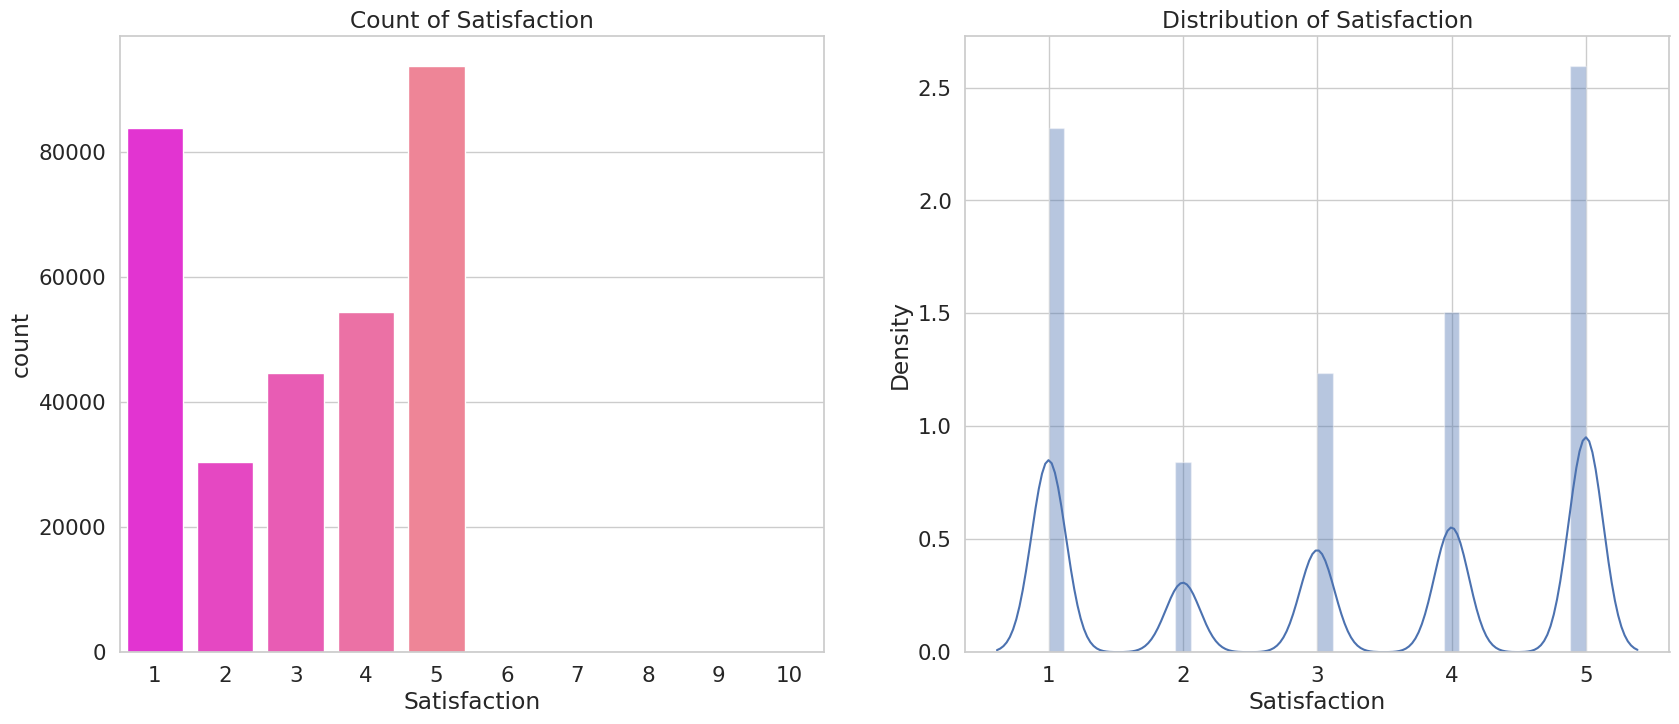 Count of Satisfaction
80000
60000
40000
20000
0
count
1 2 3 4 5 6 7 8 9 10
Satisfaction
Distribution of Satisfaction
2.5
2.0
1.5
1.0
0.5
0.0
Density
1 2 3 4 5
Satisfaction